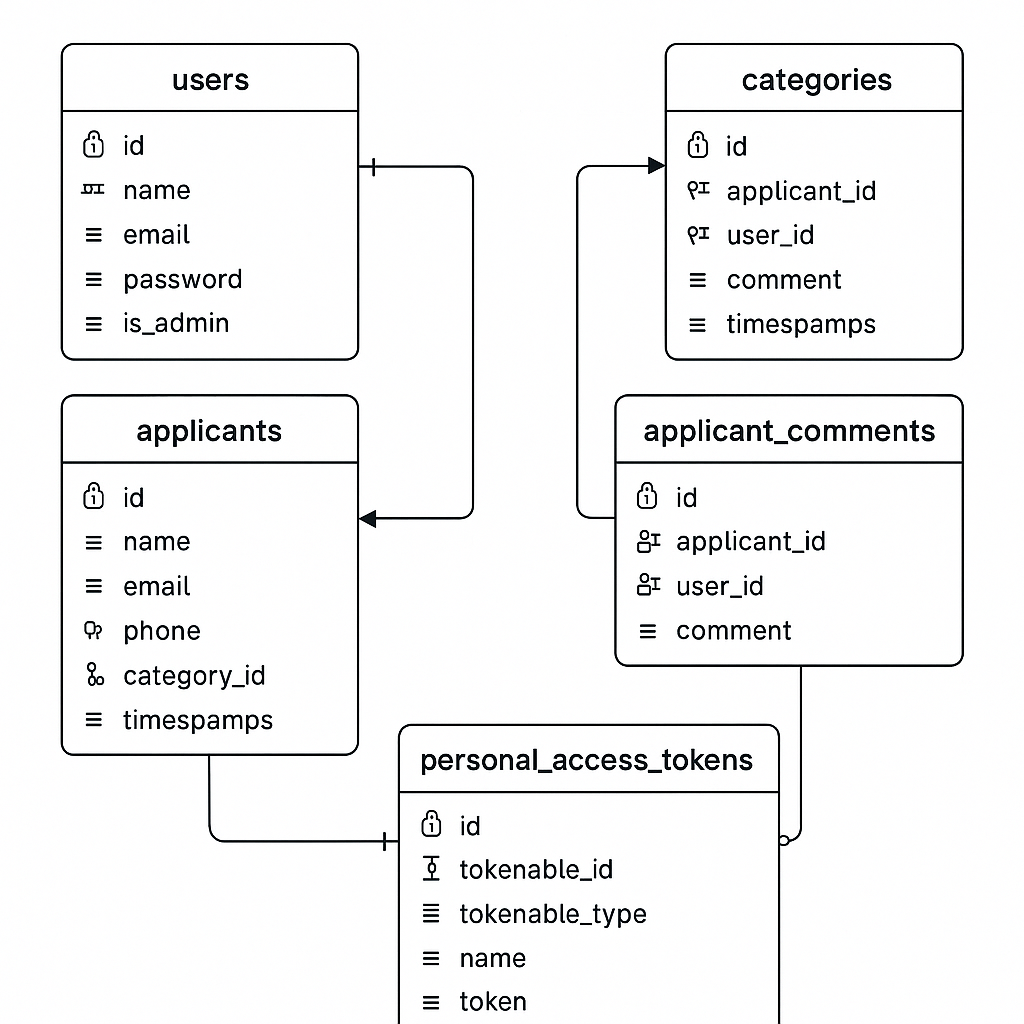 users
id
name
email
password
is_admin
categories
id
applicant_id
user_id
comment
timespamps
applicants
id
name
email
phone
category_id
timespamps
applicant_comments
id
applicant_id
user_id
comment
personal_access_tokens
id
tokenable_id
tokenable_type
name
token